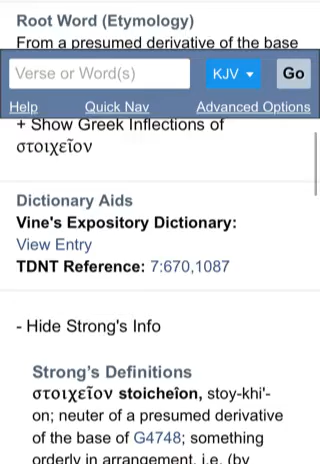 Root Word (Etymology)
From a presumed derivative of the base
Verse or Word(s)
KJV
Go
Help
Quick Nav
Advanced Options
+ Show Greek Inflections of
στοιχεῖον
Dictionary Aids
Vine's Expository Dictionary:
View Entry
TDNT Reference: 7:670,1087
- Hide Strong's Info
Strong's Definitions
στοιχεῖον stoicheîon, stoy-khi'-
on; neuter of a presumed derivative
of the base of G4748; something
orderly in arrangement, i.e. (by